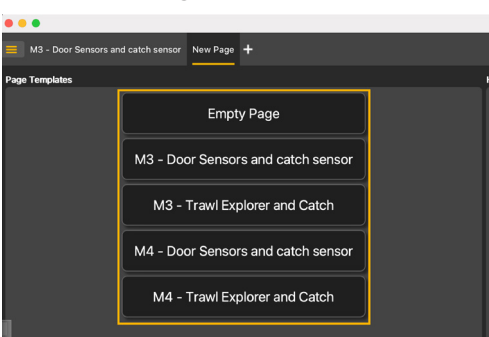 M3 - Door Sensors and catch sensor New Page +
Page Templates
Empty Page
M3 - Door Sensors and catch sensor
M3 - Trawl Explorer and Catch
M4 - Door Sensors and catch sensor
M4 - Trawl Explorer and Catch